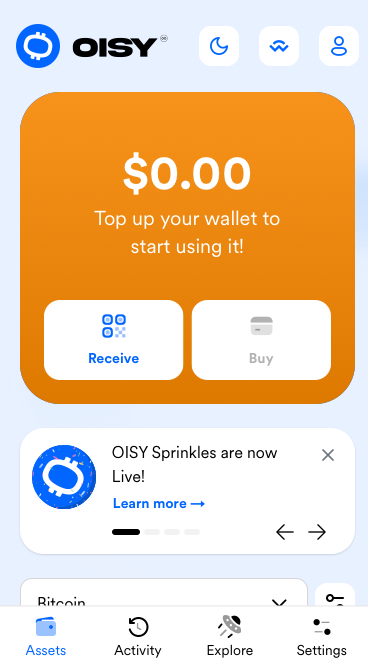 OISY
$0.00
Top up your wallet to
start using it!
Receive
Buy
OISY Sprinkles are now
Live!
Learn more →
Bitcoin
Assets
Activity
Explore
Settings